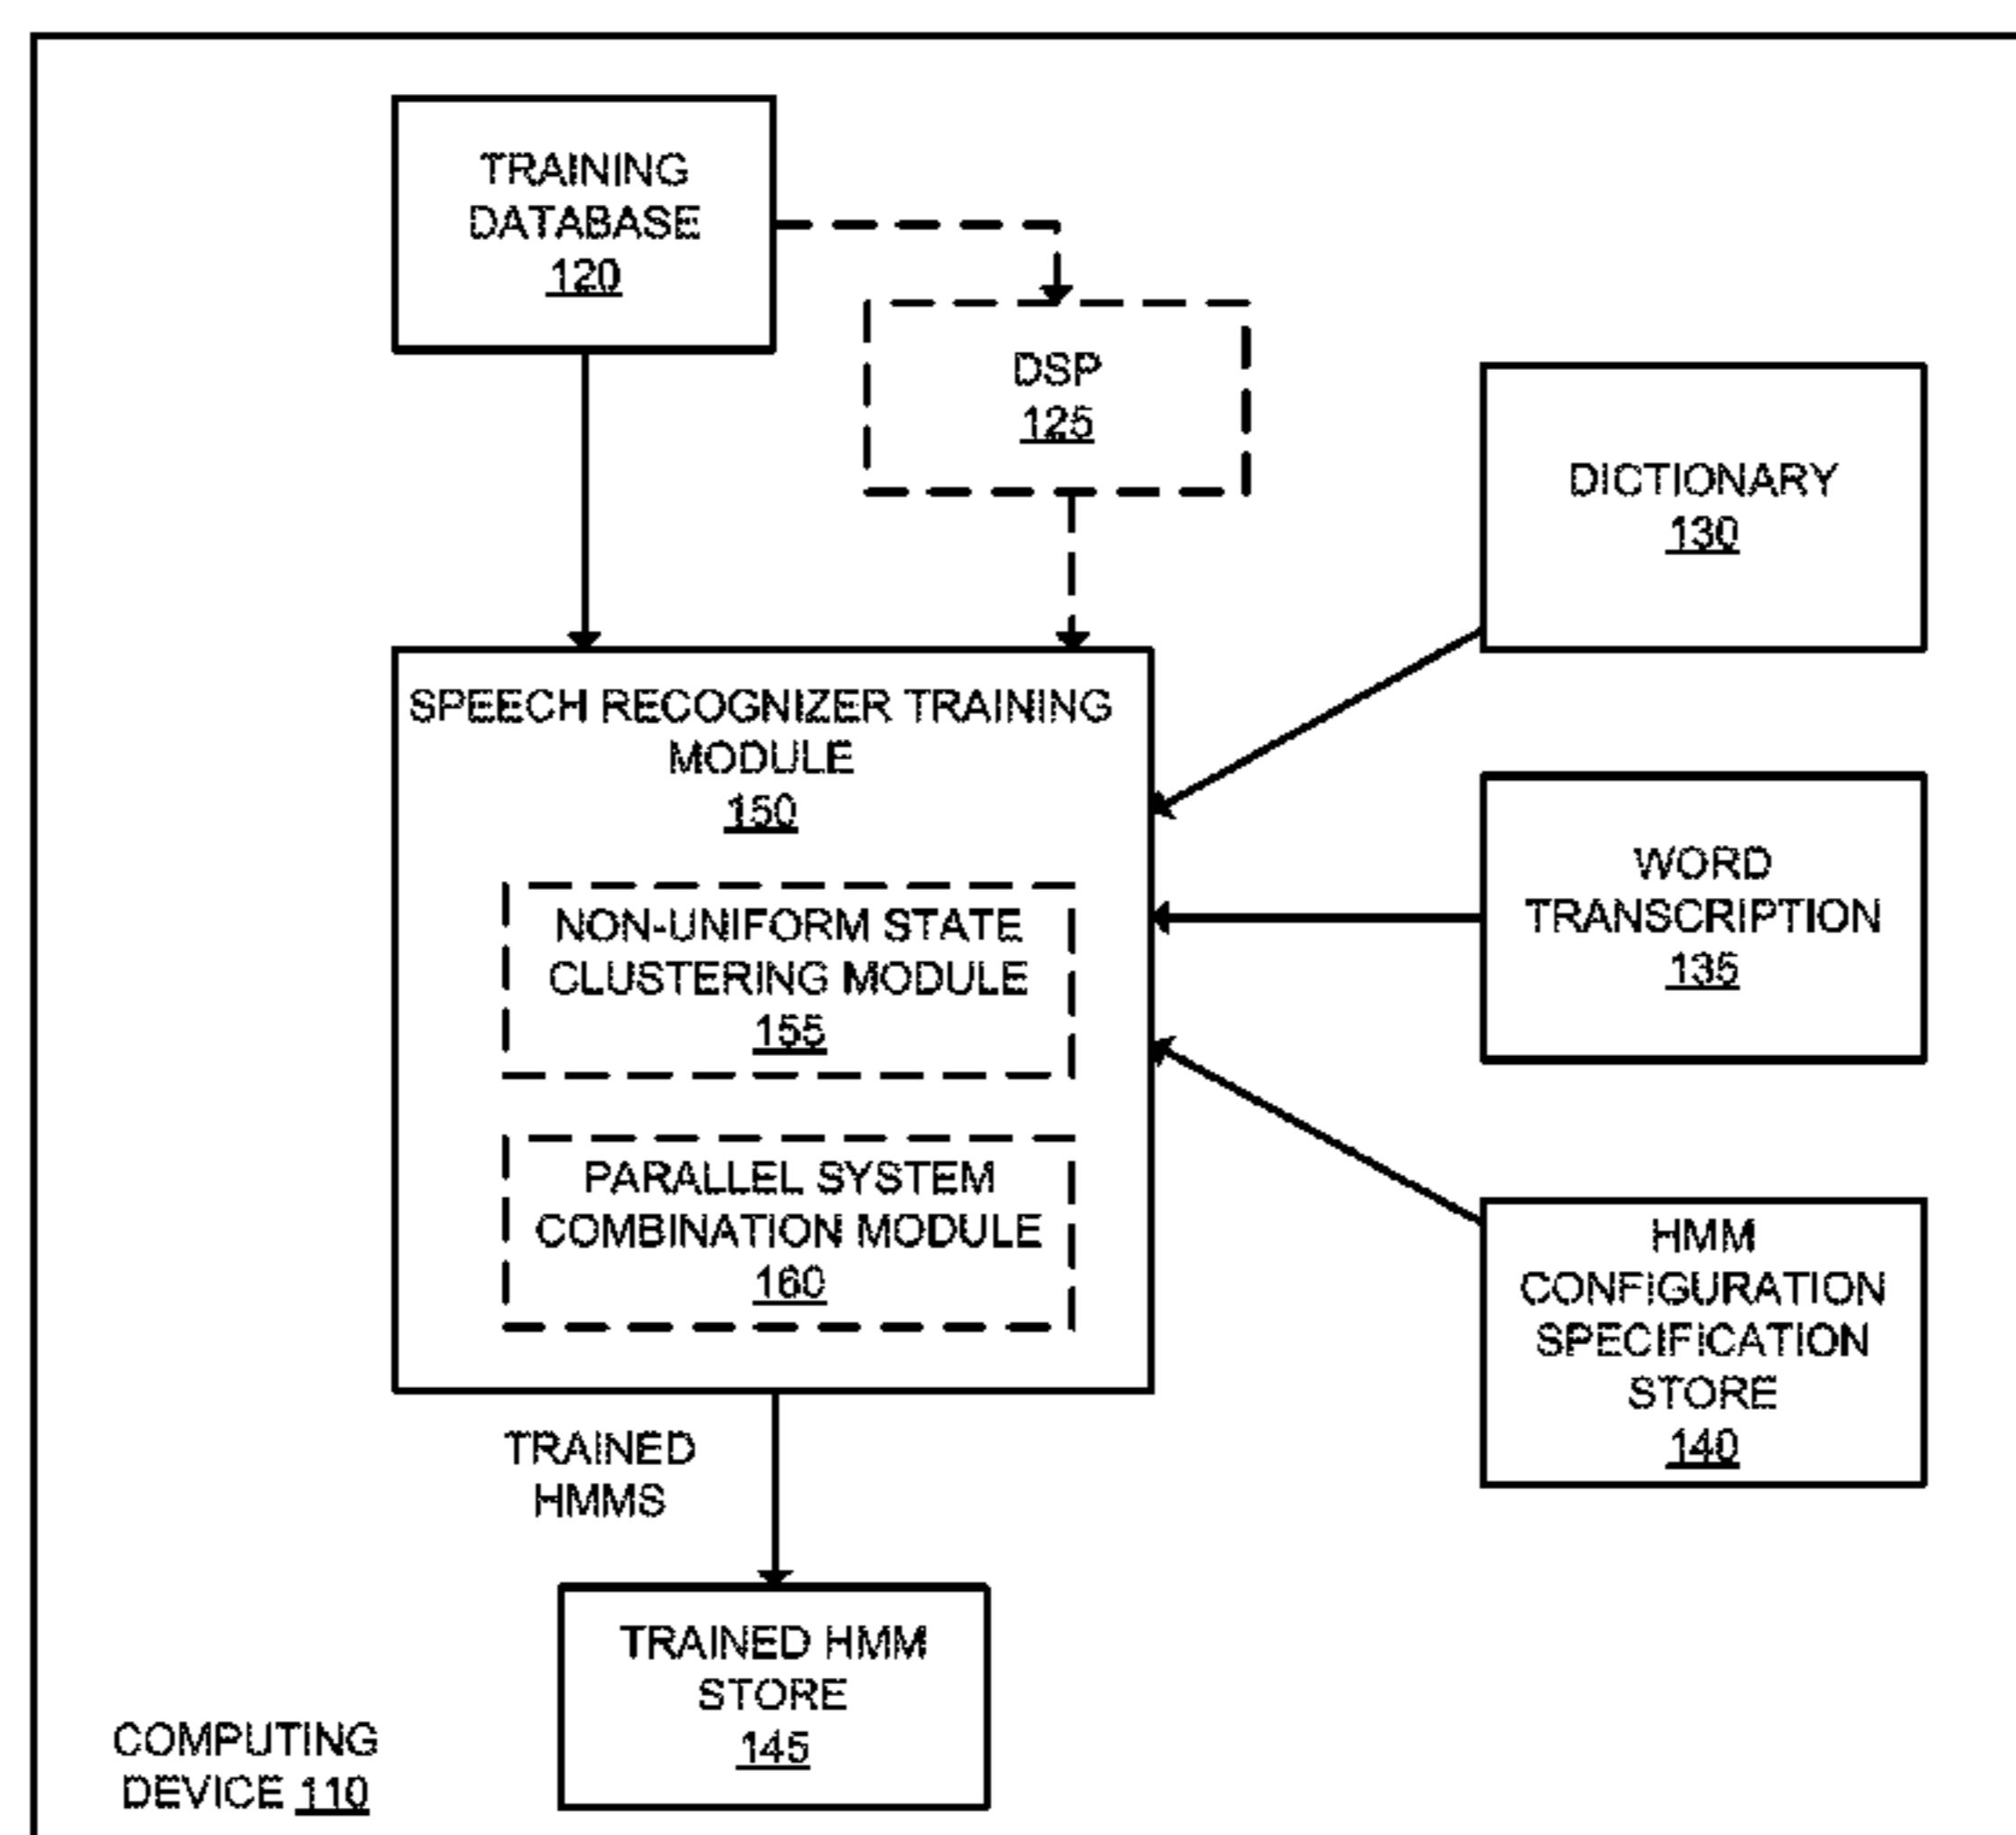 TRAINING
DATABASE
120
DSP
125
DICTIONARY
130
SPEECH RECOGNIZER TRAINING
MODULE
150
NON-UNIFORM STATE
CLUSTERING MODULE
155
PARALLEL SYSTEM
COMBINATION MODULE
160
WORD
TRANSCRIPTION
135
HMM
CONFIGURATION
SPECIFICATION
STORE
140
TRAINED
HMMS
TRAINED HMM
STORE
145
COMPUTING
DEVICE 110